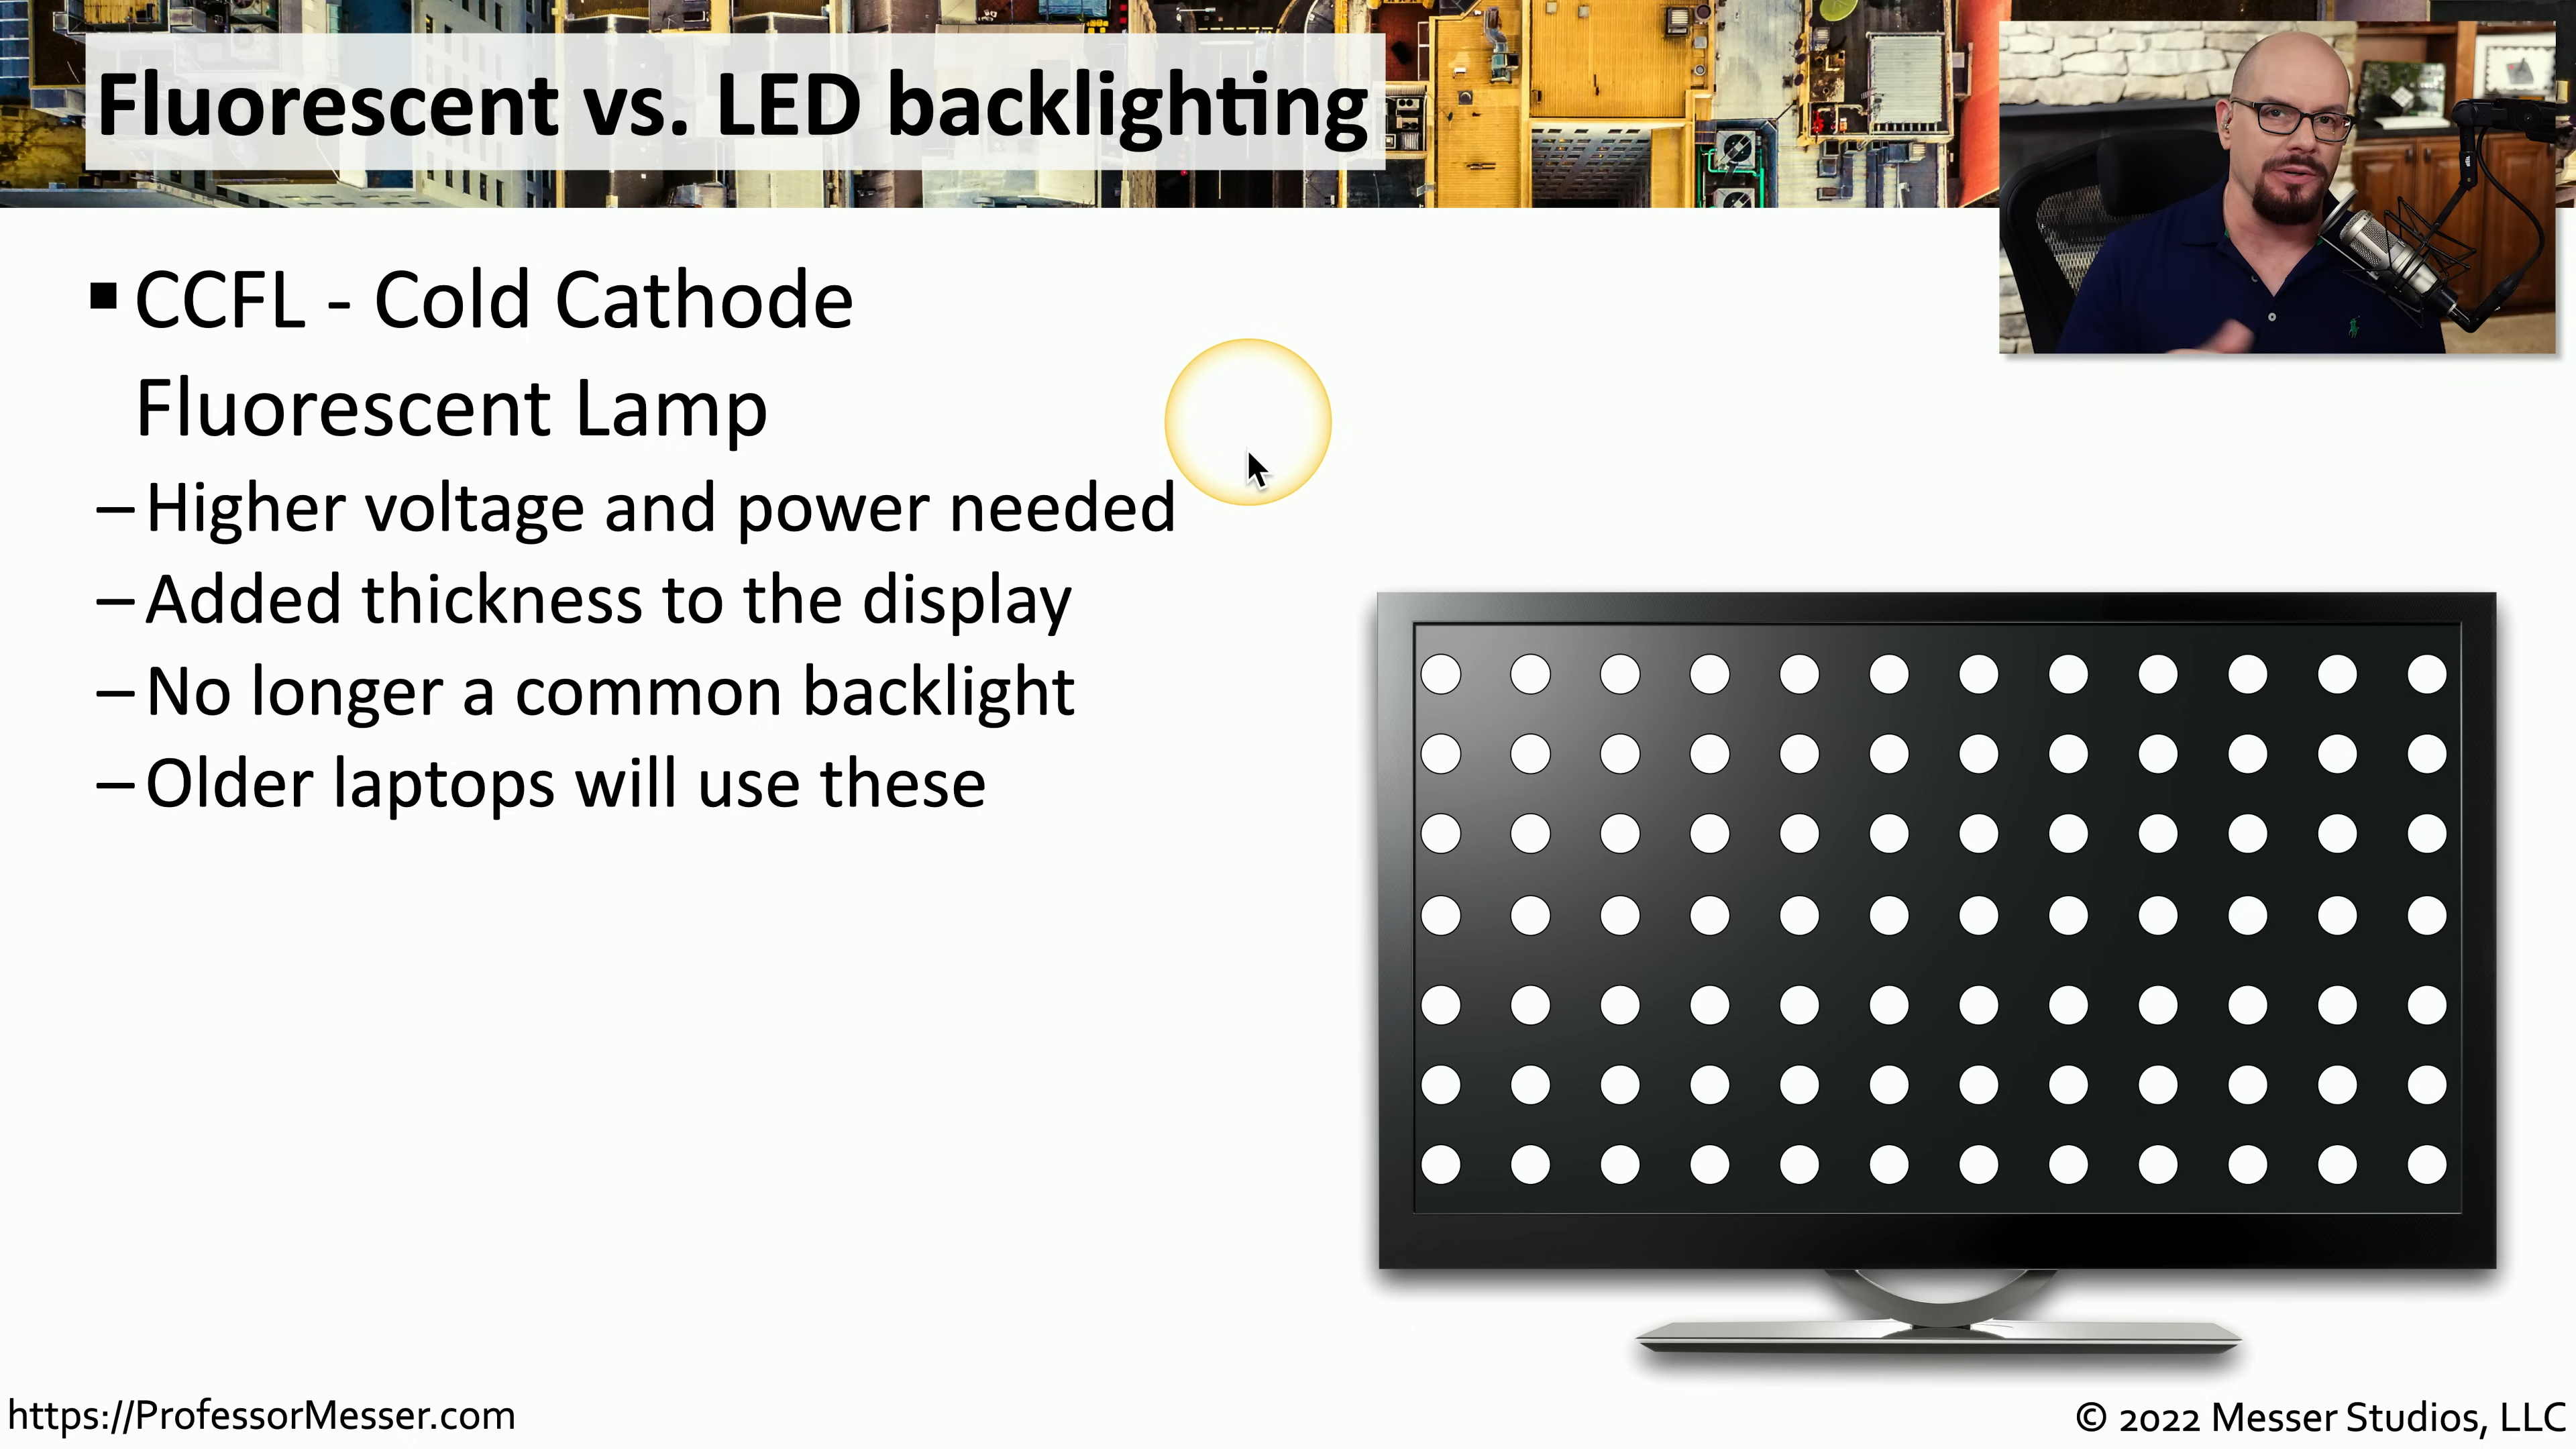 Fluorescent vs. LED backlighting
▪ CCFL - Cold Cathode
Fluorescent Lamp
– Higher voltage and power needed
– Added thickness to the display
– No longer a common backlight
– Older laptops will use these
https://ProfessorMesser.com
© 2022 Messer Studios, LLC